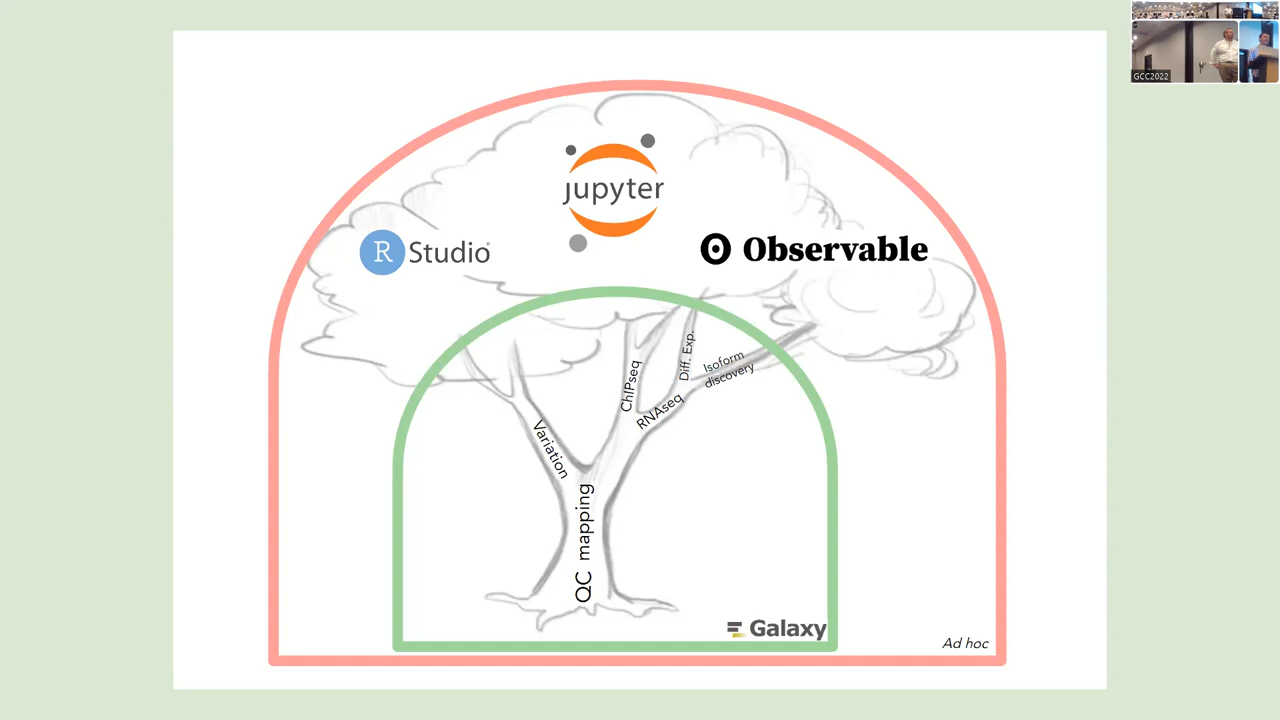 GCC2022
jupyter
R Studio
Observable
Diff. Exp.
Isoform
discovery
ChIPseq
RNAseq
Variation
QC mapping
Galaxy
Ad hoc